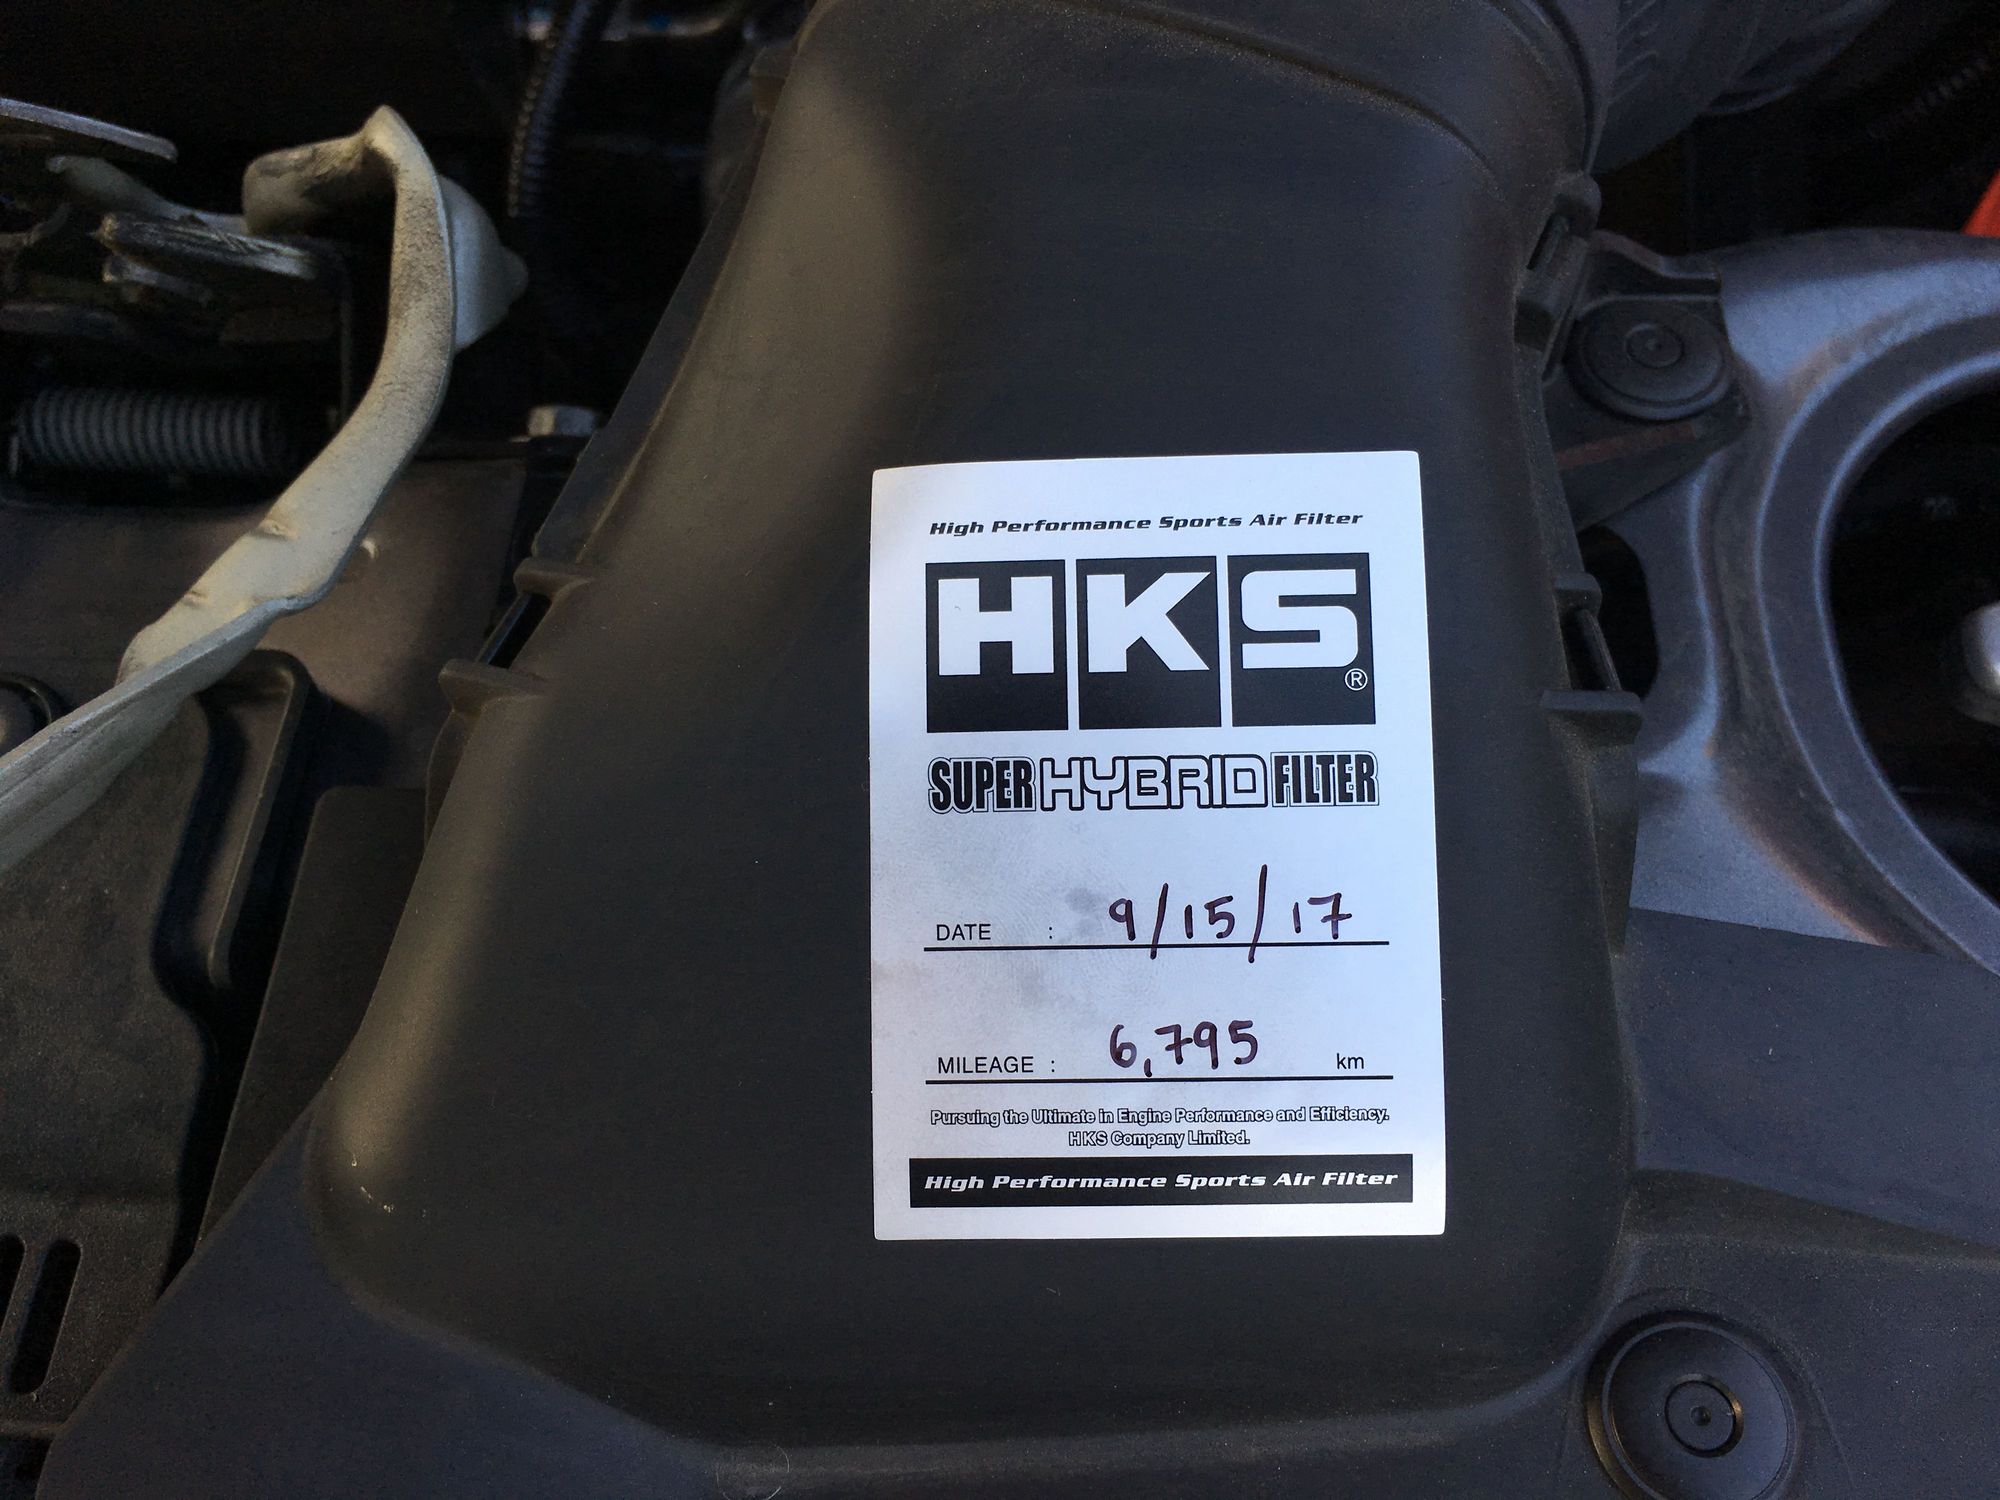 High Performance Sports Air Filter
HKS®
SUPER HYBRID FILTER
DATE : 9/15/17
MILEAGE : 6,795 km
Pursuing the Ultimate in Engine Performance and Efficiency.
HKS Company Limited.
High Performance Sports Air Filter